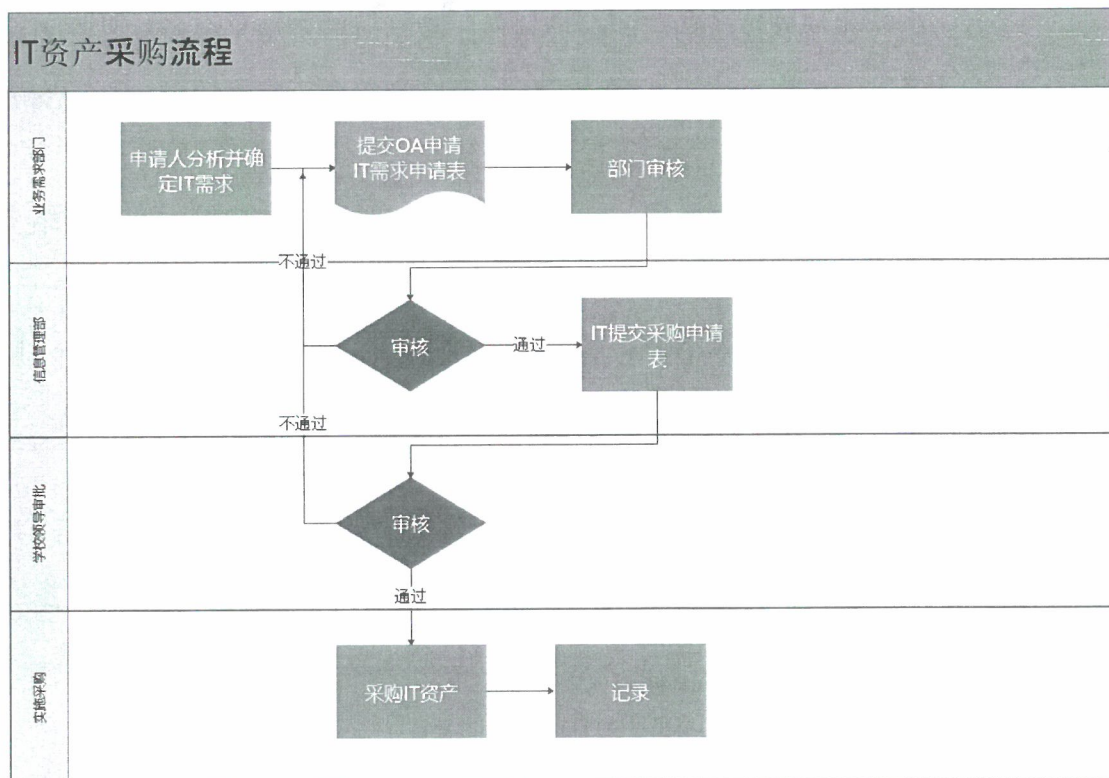 IT资产采购流程
业务需求部门
申请人分析并确
定IT需求
提交OA申请
IT需求申请表
部门审核
不通过
信息管理部
审核
通过
IT提交采购申请
表
不通过
学校领导审批
审核
通过
实施采购
采购IT资产
记录